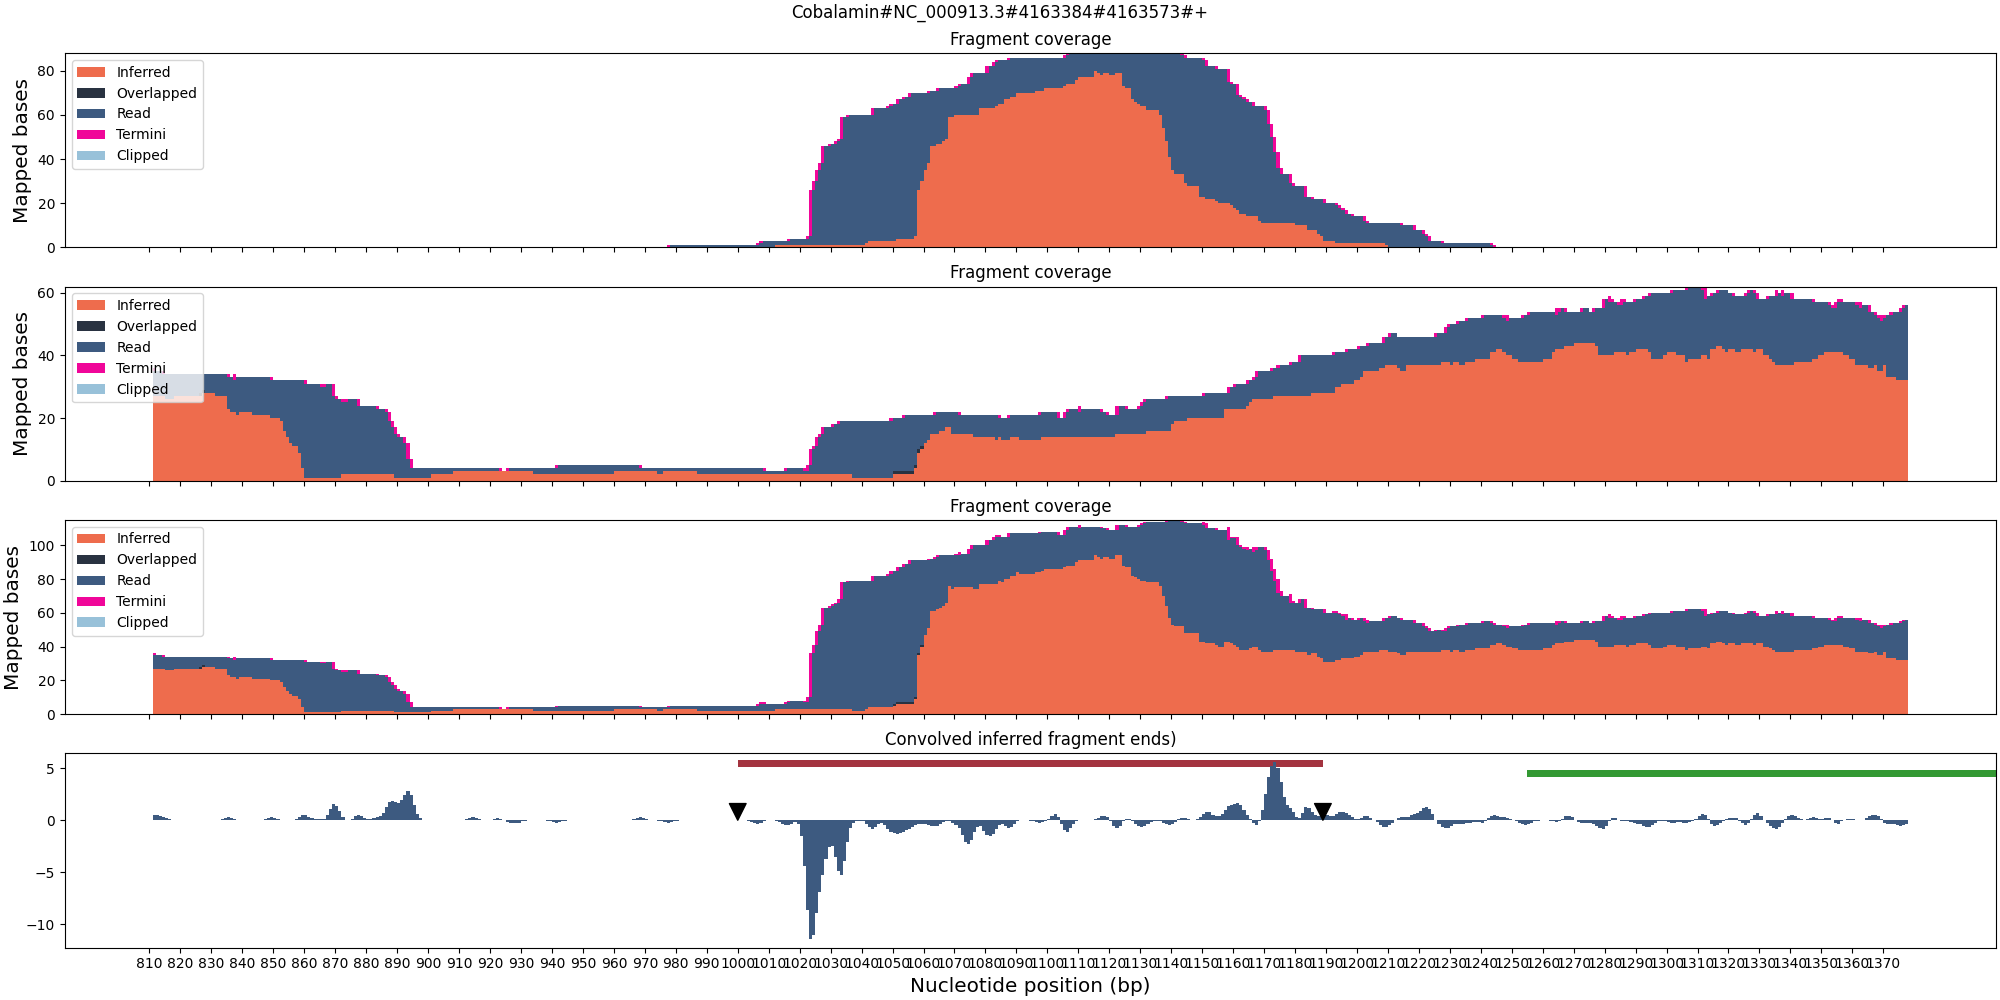 Cobalamin#NC_000913.3#4163384#4163573#+
Fragment coverage
Mapped bases
80
60
40
20
0
Inferred
Overlapped
Read
Termini
Clipped
Fragment coverage
Mapped bases
60
40
20
0
Inferred
Overlapped
Read
Termini
Clipped
Fragment coverage
Mapped bases
100
80
60
40
20
0
Inferred
Overlapped
Read
Termini
Clipped
Convolved inferred fragment ends)
5
0
−5
−10
810 820 830 840 850 860 870 880 890 900 910 920 930 940 950 960 970 980 990 1000 1010 1020 1030 1040 1050 1060 1070 1080 1090 1100 1110 1120 1130 1140 1150 1160 1170 1180 1190 1200 1210 1220 1230 1240 1250 1260 1270 1280 1290 1300 1310 1320 1330 1340 1350 1360 1370
Nucleotide position (bp)